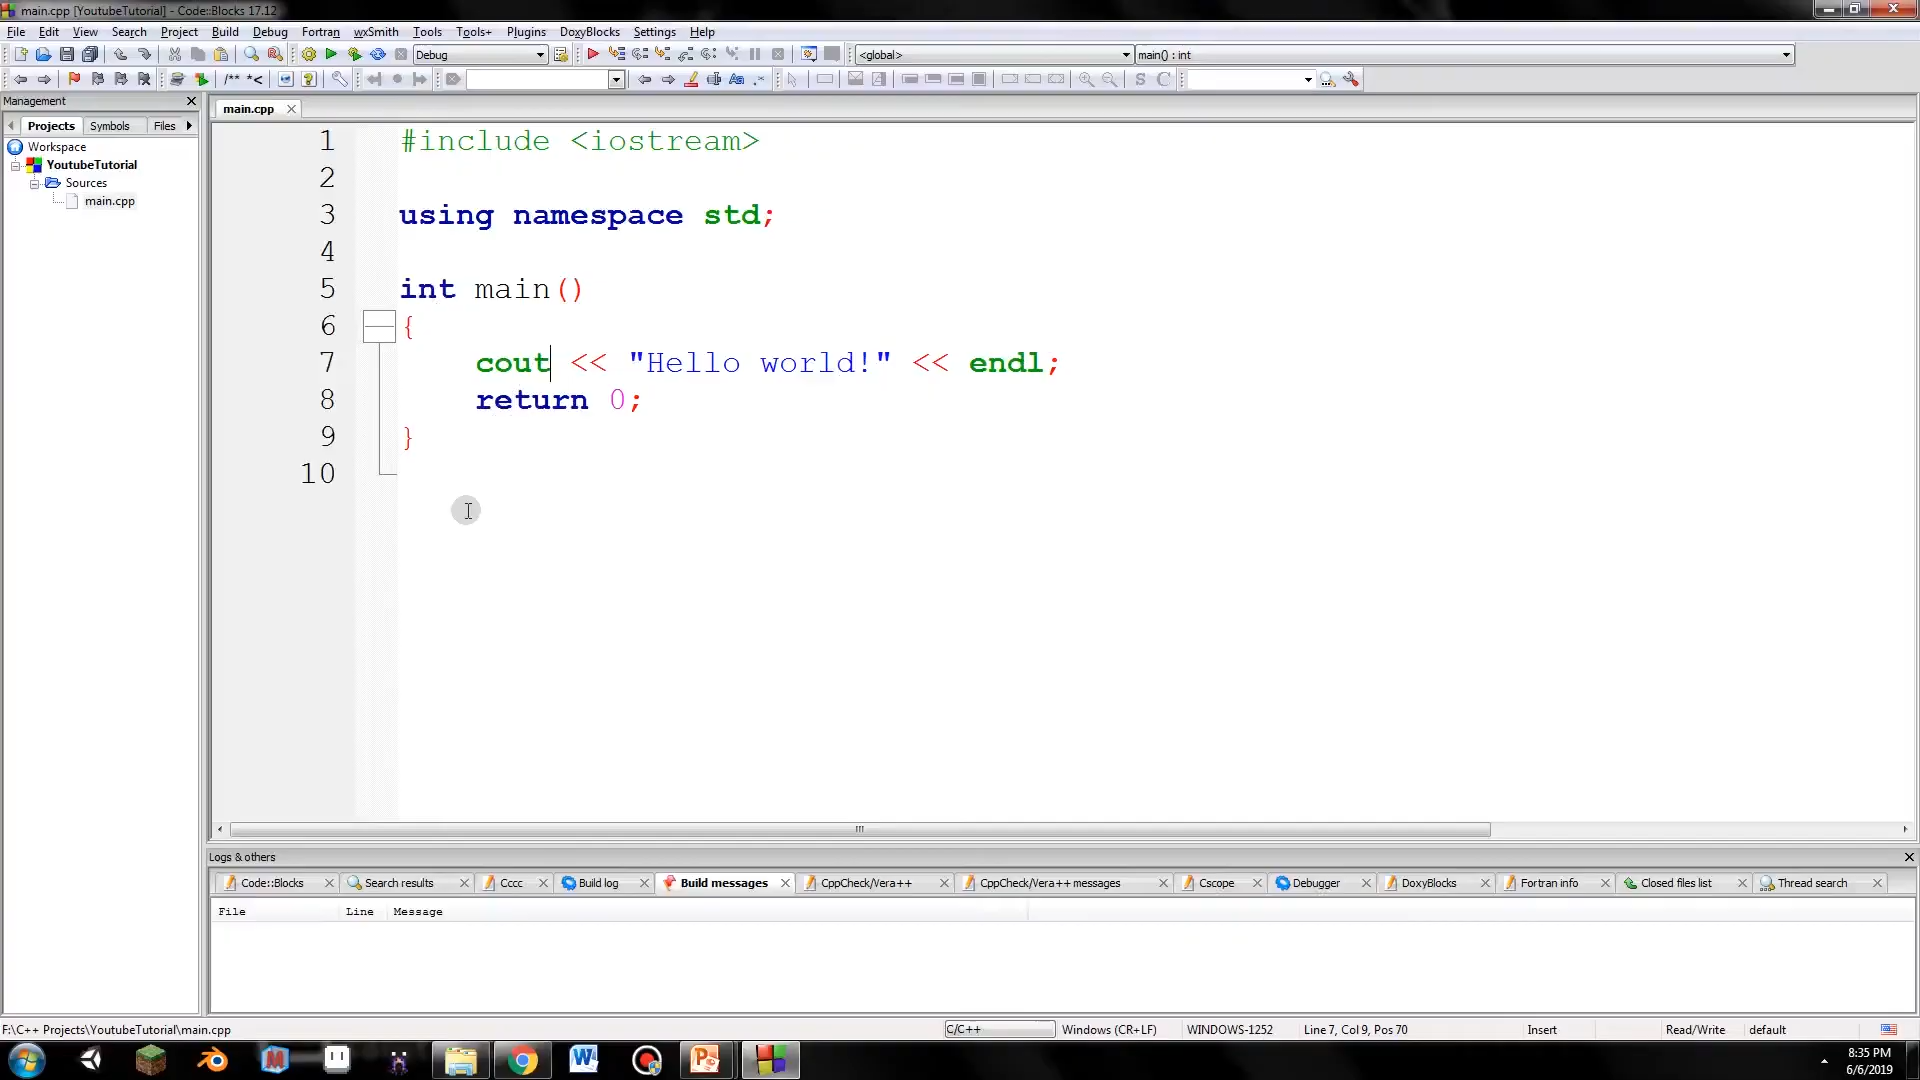 main.cpp [YoutubeTutorial] - Code::Blocks 17.12
File Edit View Search Project Build Debug Fortran wxSmith Tools Tools+ Plugins DoxyBlocks Settings Help
Debug <global> main() : int
/** *<
Aa .* S C
Management
main.cpp
Projects Symbols Files
Workspace
YoutubeTutorial
Sources
main.cpp
1 #include <iostream>
2
3 using namespace std;
4
5 int main()
6 {
7 cout << "Hello world!" << endl;
8 return 0;
9 }
10
Logs & others
Code::Blocks Search results Cccc Build log Build messages CppCheck/Vera++ CppCheck/Vera++ messages Cscope Debugger DoxyBlocks Fortran info Closed files list Thread search
File Line Message
F:\C++ Projects\YoutubeTutorial\main.cpp C/C++ Windows (CR+LF) WINDOWS-1252 Line 7, Col 9, Pos 70 Insert Read/Write default
8:35 PM
6/6/2019